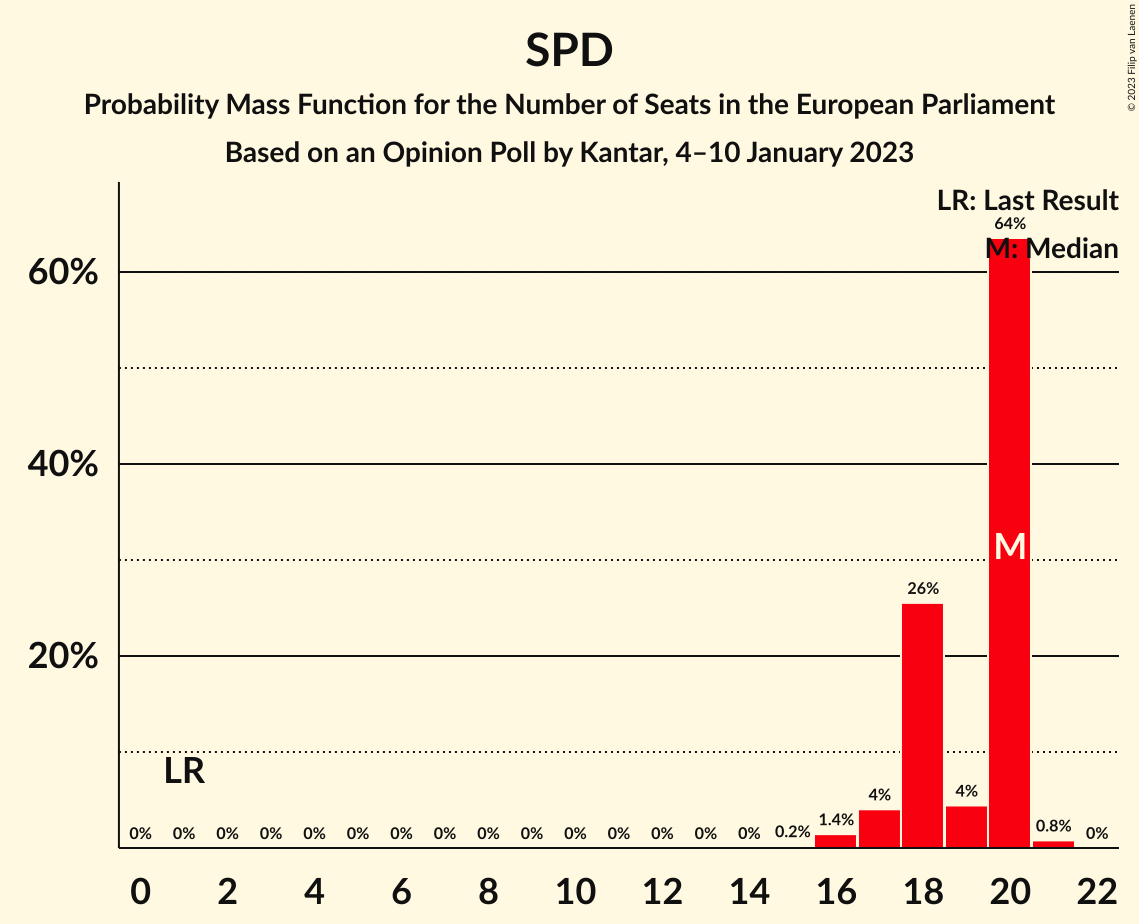 SPD
Probability Mass Function for the Number of Seats in the European Parliament
Based on an Opinion Poll by Kantar, 4–10 January 2023
© 2023 Filip van Laenen
LR: Last Result
M: Median
60%
40%
20%
64%
M
26%
LR
4%
4%
0% 0% 0% 0% 0% 0% 0% 0% 0% 0% 0% 0% 0% 0% 0% 0.2% 1.4% 0.8% 0%
0 2 4 6 8 10 12 14 16 18 20 22